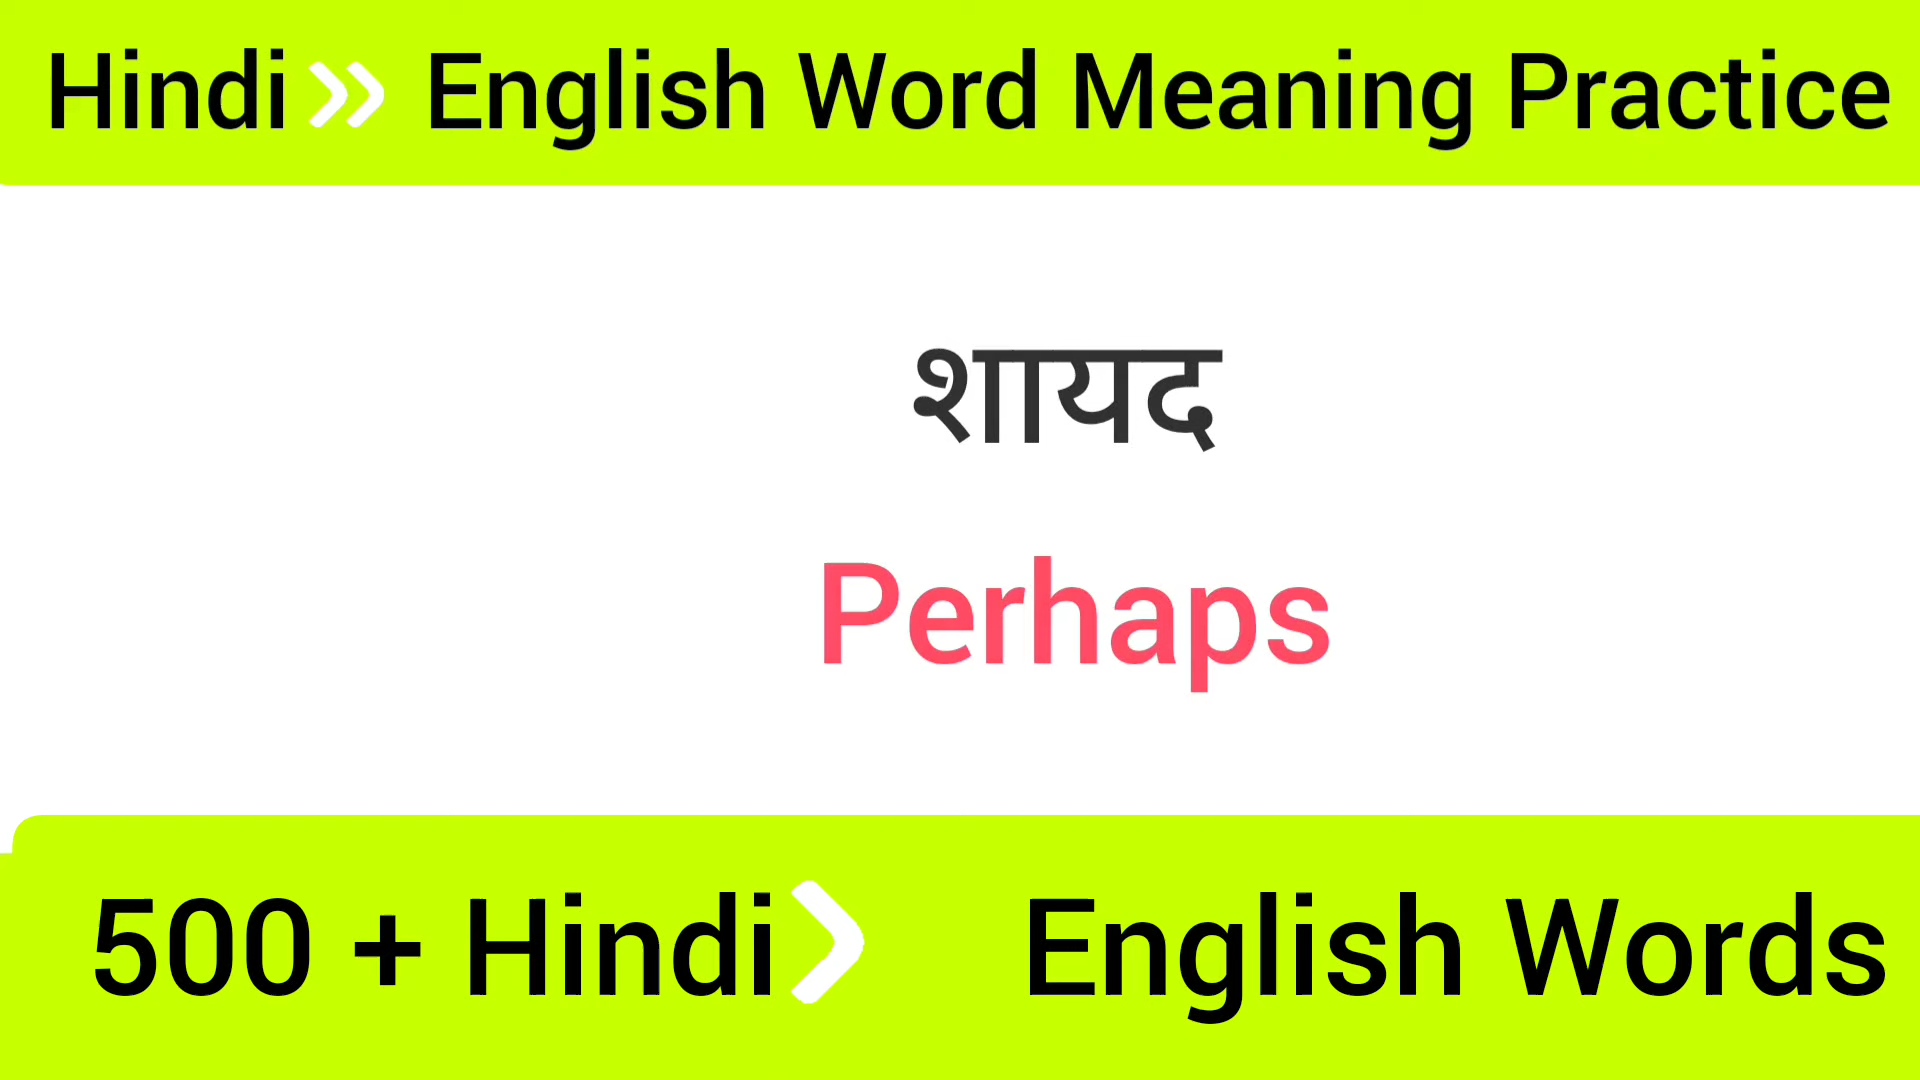 Hindi » English Word Meaning Practice
शायद
Perhaps
500 + Hindi › English Words